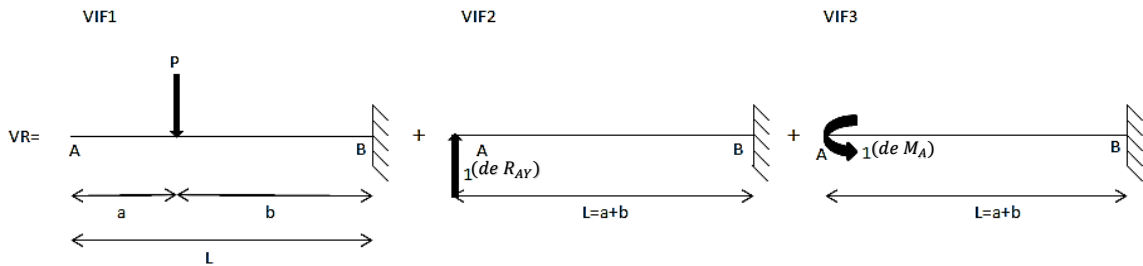 VIF1 VIF2 VIF3
P
VR= + +
A B A B A B
1(de R_AY) 1(de M_A)
a b L=a+b L=a+b
L